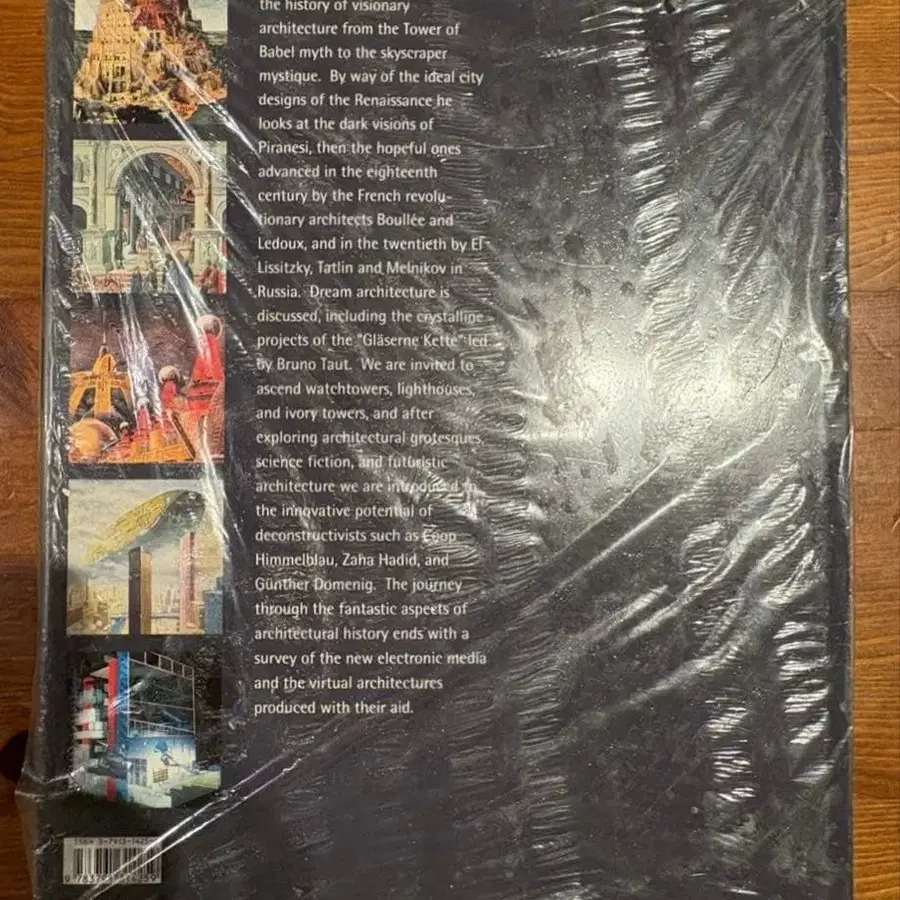 the history of visionary
architecture from the Tower of
Babel myth to the skyscraper
mystique. By way of the ideal city
designs of the Renaissance he
looks at the dark visions of
Piranesi, then the hopeful ones
advanced in the eighteenth
century by the French revolu-
tionary architects Boullée and
Ledoux, and in the twentieth by El
Lissitzky, Tatlin and Melnikov in
Russia. Dream architecture is
discussed, including the crystalline
projects of the "Gläserne Kette" led
by Bruno Taut. We are invited to
ascend watchtowers, lighthouses,
and ivory towers, and after
exploring architectural grotesques,
science fiction, and futuristic
architecture we are introduced to
the innovative potential of
deconstructivists such as Coop
Himmelblau, Zaha Hadid, and
Günther Domenig. The journey
through the fantastic aspects of
architectural history ends with a
survey of the new electronic media
and the virtual architectures
produced with their aid.
ISBN